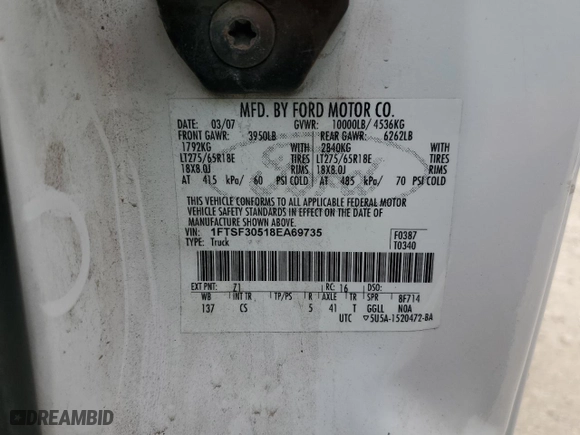 MFD. BY FORD MOTOR CO.
DATE: 03/07 GVWR: 10000LB/ 4536KG
FRONT GAWR: 3950LB REAR GAWR: 6262LB
1792KG WITH 2840KG WITH
LT275/65R18E TIRES LT275/65R18E TIRES
18X8.0J RIMS 18X8.0J RIMS
AT 415 kPa/ 60 PSI COLD AT 485 kPa/ 70 PSI COLD
THIS VEHICLE CONFORMS TO ALL APPLICABLE FEDERAL MOTOR
VEHICLE SAFETY STANDARDS IN EFFECT ON THE DATE OF
MANUFACTURE SHOWN ABOVE.
VIN: 1FTSF30518EA69735 F0387
TYPE: Truck T0340
EXT PNT: Z1 RC: 16 DSO:
WB INT TR TP/PS R AXLE TR SPR BF714
137 CS 5 41 T GGLL NOA
UTC ▽5U5A-1520472-BA
DREAMBID